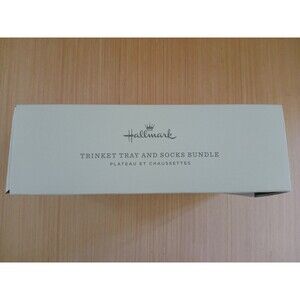 Hallmark
TRINKET TRAY AND SOCKS BUNDLE
PLATEAU ET CHAUSSETTES